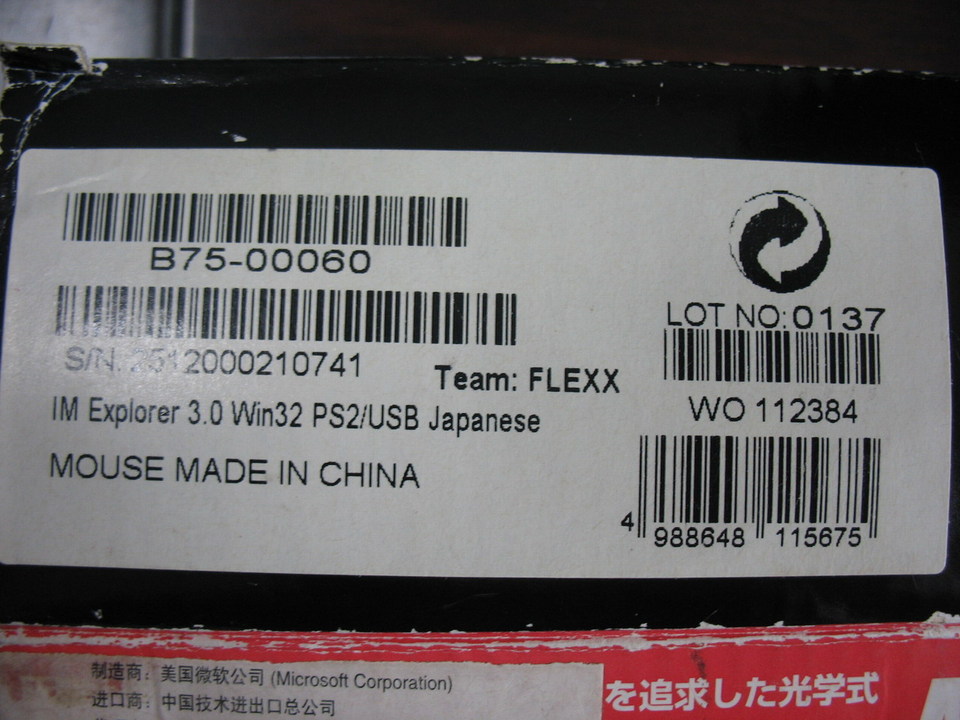 B75-00060
S/N. 2512000210741
Team: FLEXX
IM Explorer 3.0 Win32 PS2/USB Japanese
MOUSE MADE IN CHINA
LOT NO:0137
WO 112384
4 988648 115675
制造商：美国微软公司 (Microsoft Corporation)
进口商：中国技术进出口总公司
を追求した光学式